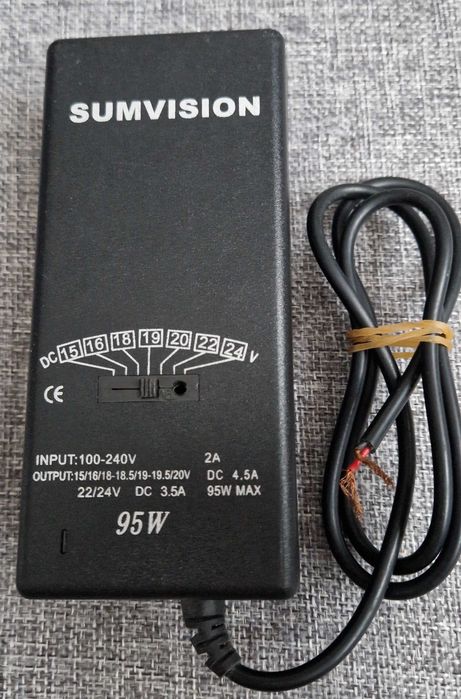 SUMVISION
DC 15 16 18 19 20 22 24 V
CE
INPUT:100-240V 2A
OUTPUT:15/16/18-18.5/19-19.5/20V DC 4.5A
22/24V DC 3.5A 95W MAX
95W